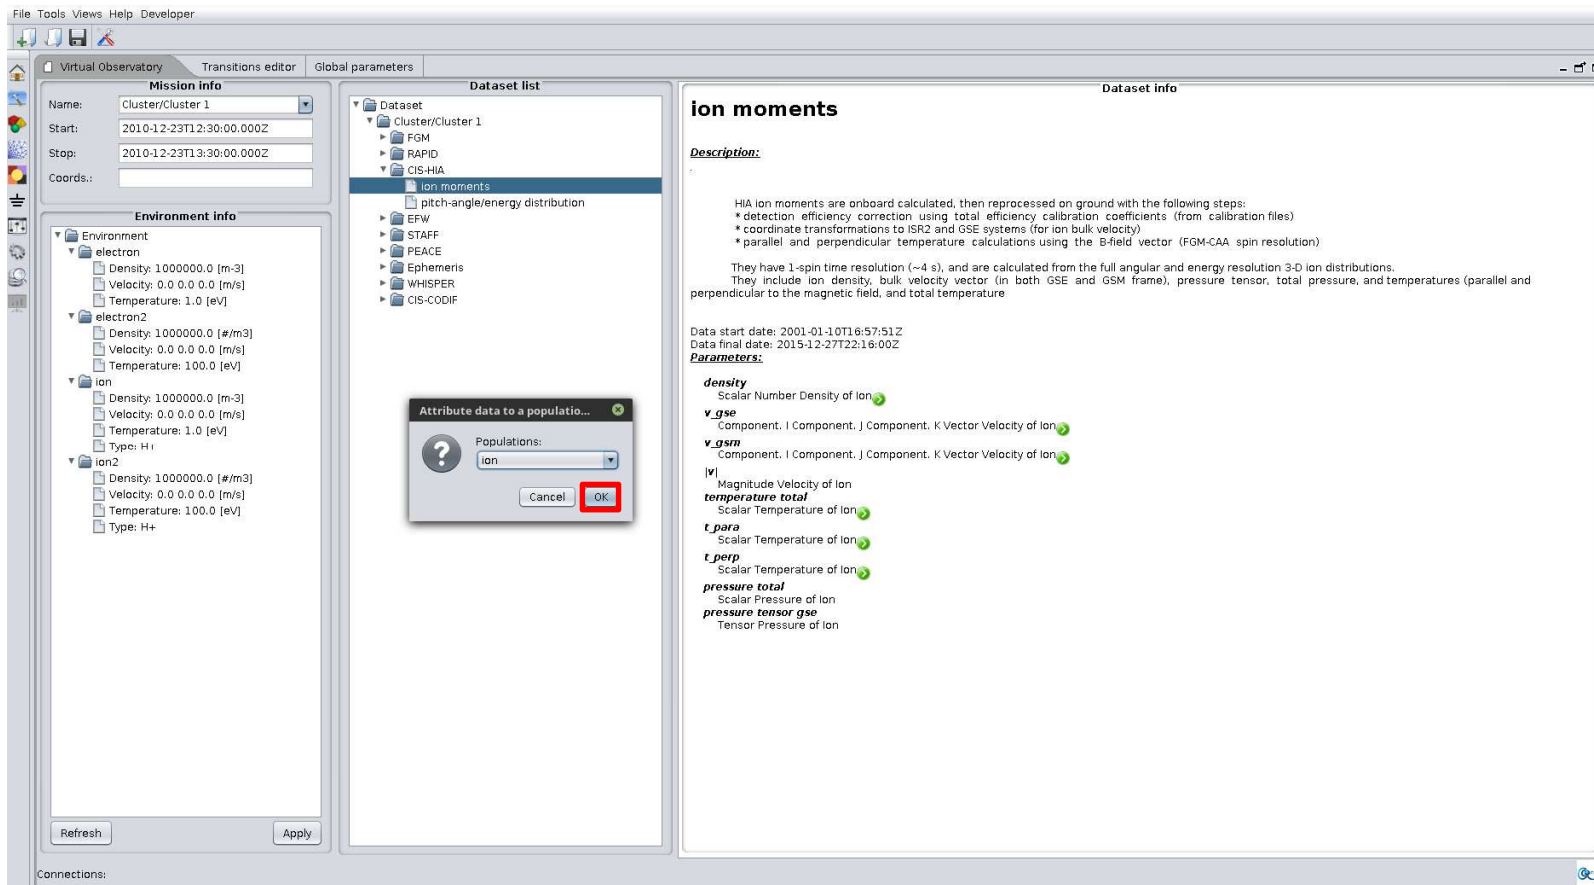 File Tools Views Help Developer
Virtual Observatory Transitions editor Global parameters
Mission info
Name: Cluster/Cluster 1
Start: 2010-12-23T12:30:00.000Z
Stop: 2010-12-23T13:30:00.000Z
Coords.:
Environment info
Environment
electron
Density: 1000000.0 [m-3]
Velocity: 0.0 0.0 0.0 [m/s]
Temperature: 1.0 [eV]
electron2
Density: 1000000.0 [#/m3]
Velocity: 0.0 0.0 0.0 [m/s]
Temperature: 100.0 [eV]
ion
Density: 1000000.0 [m-3]
Velocity: 0.0 0.0 0.0 [m/s]
Temperature: 1.0 [eV]
Type: H+
ion2
Density: 1000000.0 [#/m3]
Velocity: 0.0 0.0 0.0 [m/s]
Temperature: 100.0 [eV]
Type: H+
Refresh Apply
Dataset list
Dataset
Cluster/Cluster 1
FGM
RAPID
CIS-HIA
ion moments
pitch-angle/energy distribution
EFW
STAFF
PEACE
Ephemeris
WHISPER
CIS-CODIF
Attribute data to a populatio...
Populations:
ion
Cancel OK
Dataset info
ion moments
Description:
.
HIA ion moments are onboard calculated, then reprocessed on ground with the following steps:
* detection efficiency correction using total efficiency calibration coefficients (from calibration files)
* coordinate transformations to ISR2 and GSE systems (for ion bulk velocity)
* parallel and perpendicular temperature calculations using the B-field vector (FGM-CAA spin resolution)
They have 1-spin time resolution (~4 s), and are calculated from the full angular and energy resolution 3-D ion distributions.
They include ion density, bulk velocity vector (in both GSE and GSM frame), pressure tensor, total pressure, and temperatures (parallel and
perpendicular to the magnetic field, and total temperature
Data start date: 2001-01-10T16:57:51Z
Data final date: 2015-12-27T22:16:00Z
Parameters:
density
Scalar Number Density of Ion
v_gse
Component. I Component. J Component. K Vector Velocity of Ion
v_gsm
Component. I Component. J Component. K Vector Velocity of Ion
|v|
Magnitude Velocity of Ion
temperature total
Scalar Temperature of Ion
t_para
Scalar Temperature of Ion
t_perp
Scalar Temperature of Ion
pressure total
Scalar Pressure of Ion
pressure tensor gse
Tensor Pressure of Ion
Connections: